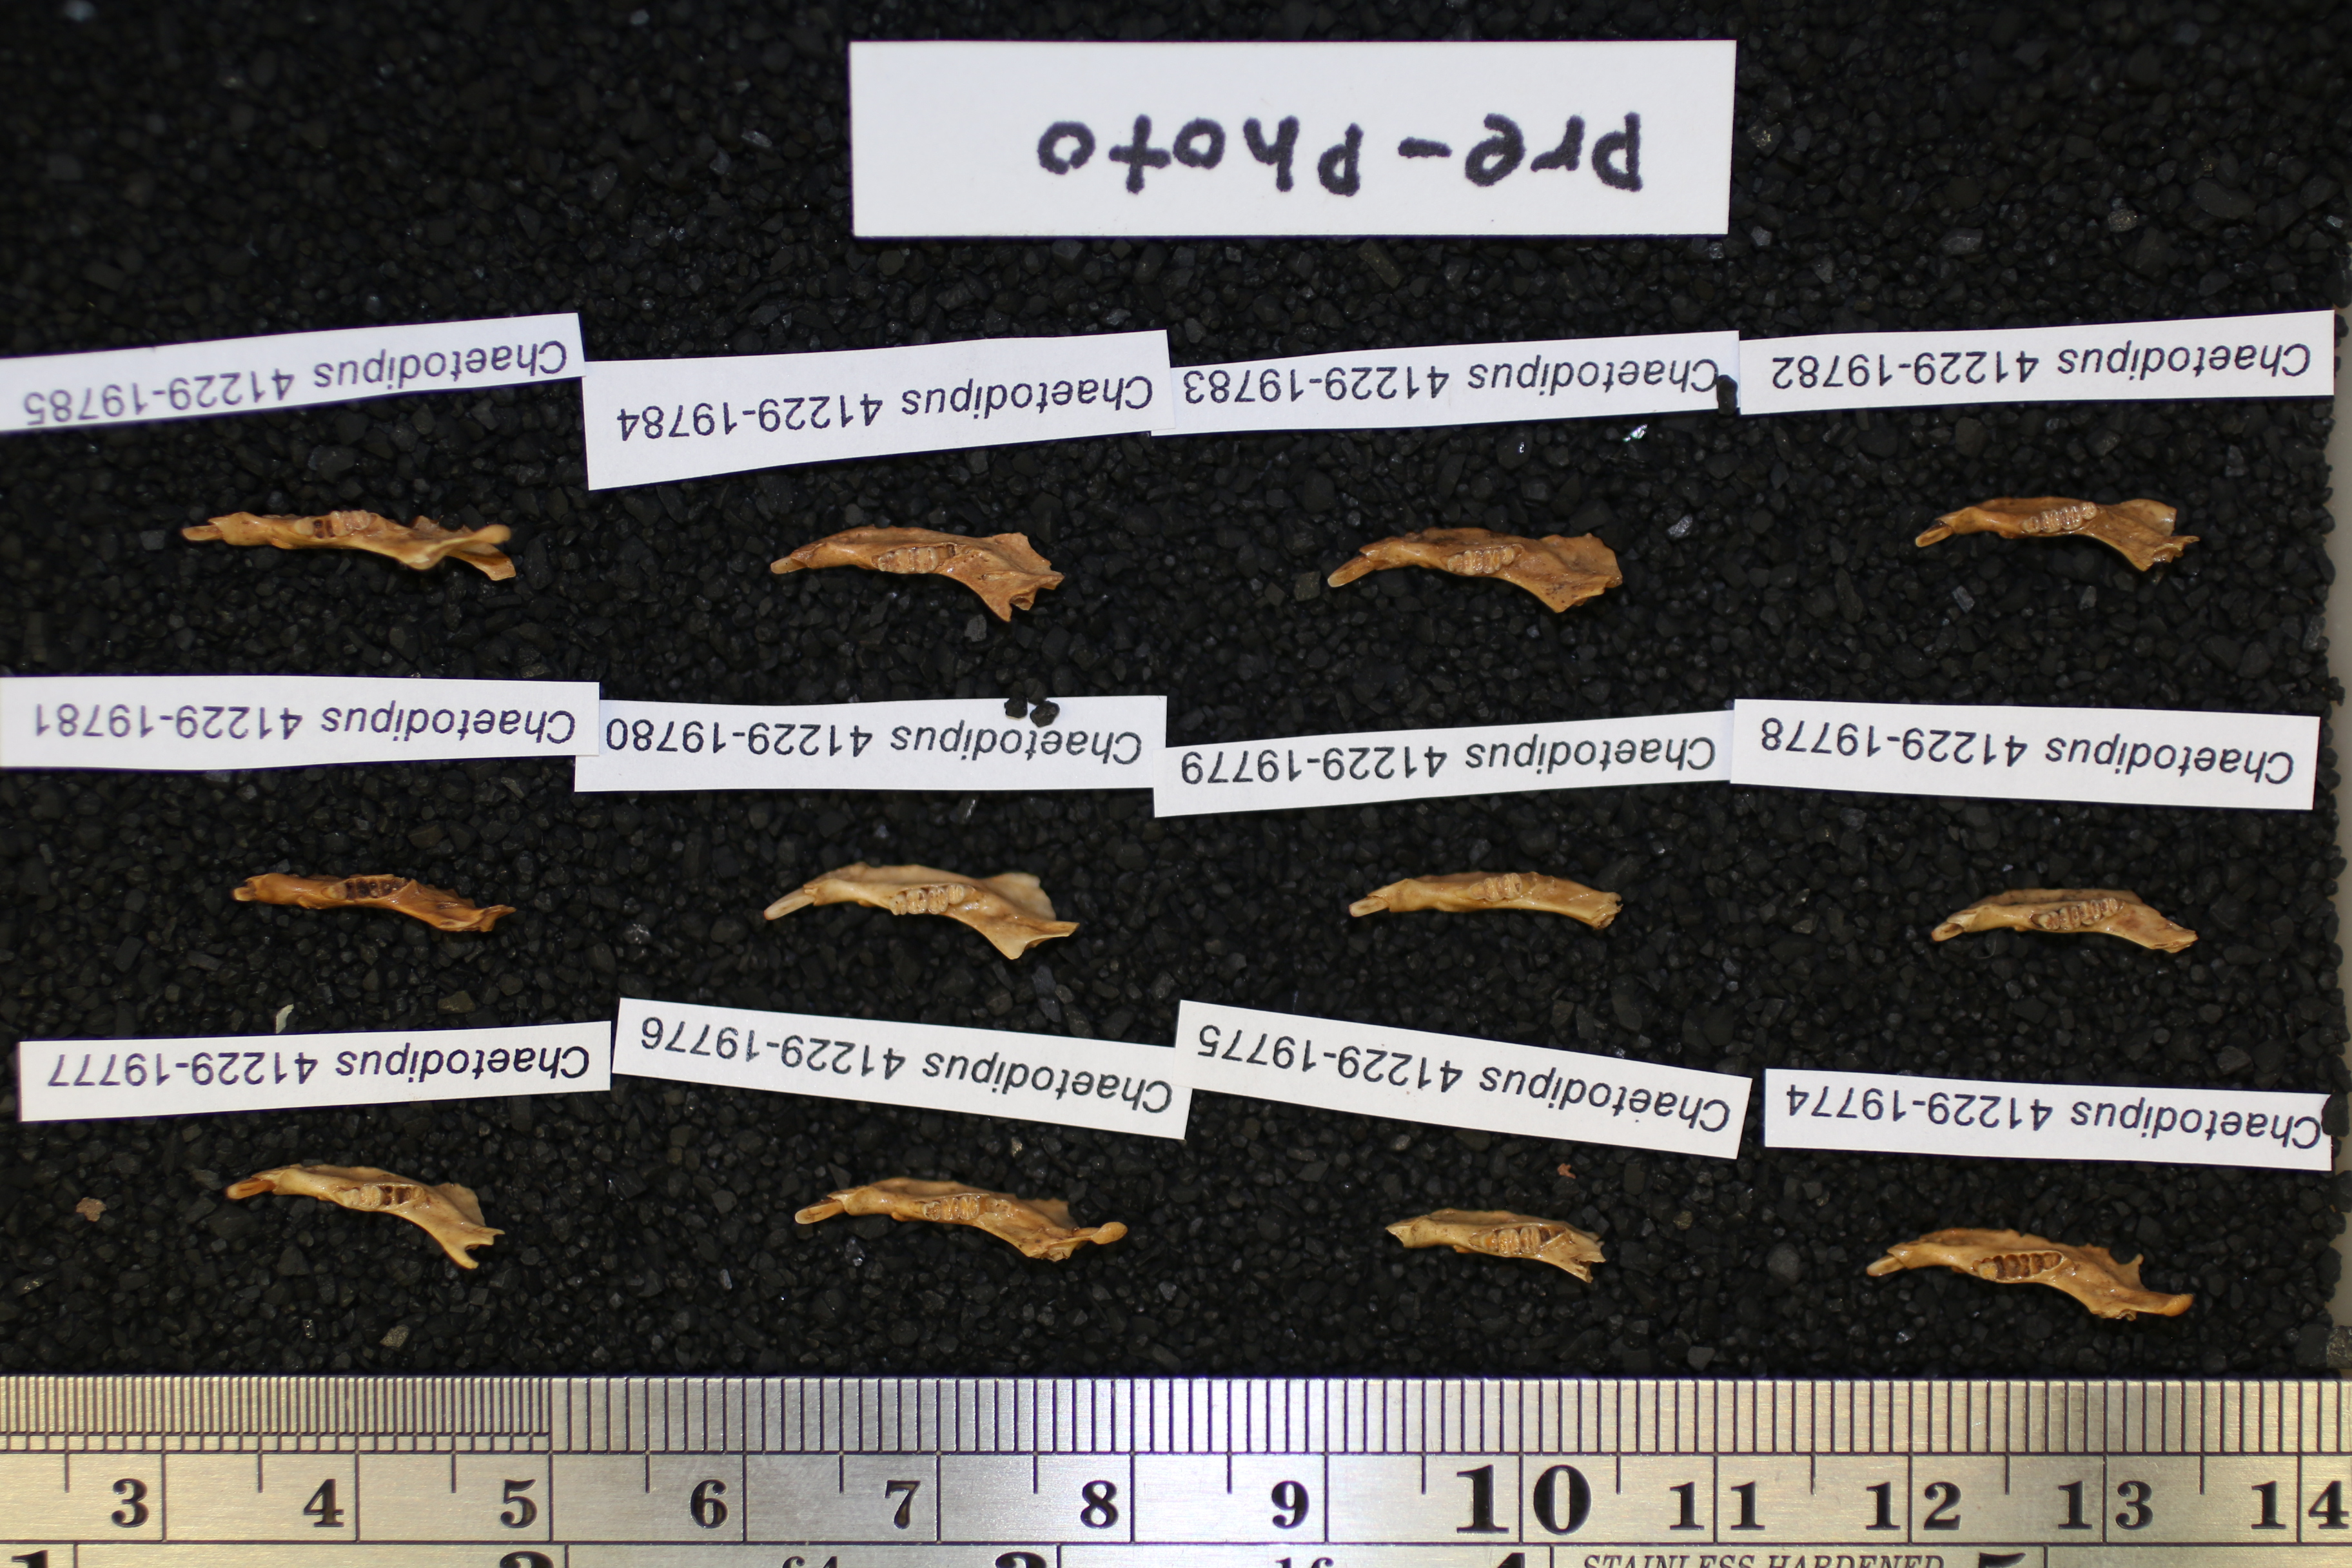 Pre-Photo
Chaetodipus 41229-19785
Chaetodipus 41229-19784
Chaetodipus 41229-19783
Chaetodipus 41229-19782
Chaetodipus 41229-19781
Chaetodipus 41229-19780
Chaetodipus 41229-19779
Chaetodipus 41229-19778
Chaetodipus 41229-19777
Chaetodipus 41229-19776
Chaetodipus 41229-19775
Chaetodipus 41229-19774
3 4 5 6 7 8 9 10 11 12 13 14
STAINLESS HARDENED